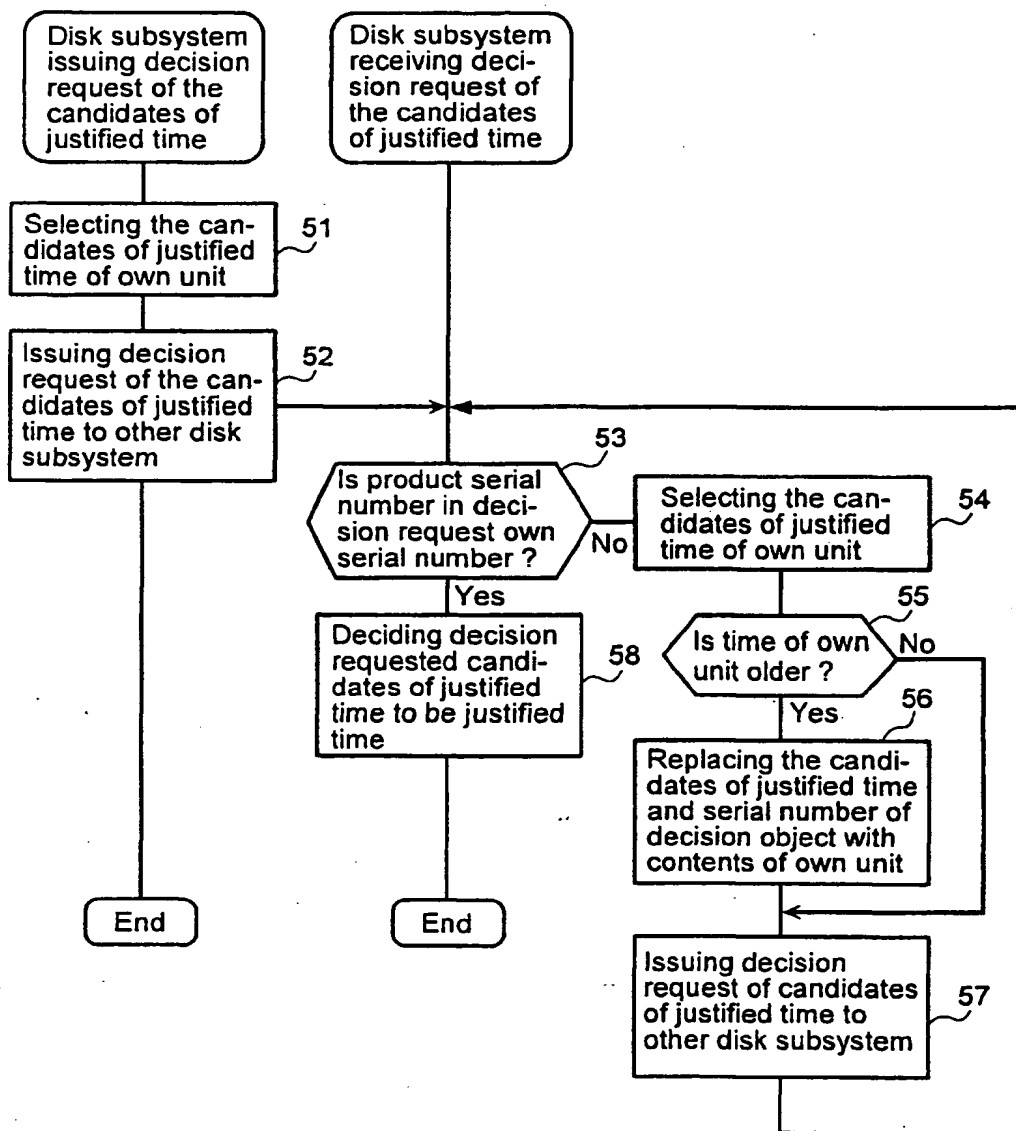 Disk subsystem
issuing decision
request of the
candidates of
justified time
Disk subsystem
receiving deci-
sion request of
the candidates
of justified time
51
Selecting the can-
didates of justified
time of own unit
52
Issuing decision
request of the can-
didates of justified
time to other disk
subsystem
53
Is product serial
number in deci-
sion request own
serial number ?
No
Yes
54
Selecting the can-
didates of justified
time of own unit
55
Is time of own
unit older ?
No
Yes
58
Deciding decision
requested candi-
dates of justified
time to be justified
time
56
Replacing the candi-
dates of justified time
and serial number of
decision object with
contents of own unit
End
End
57
Issuing decision
request of candidates
of justified time to
other disk subsystem